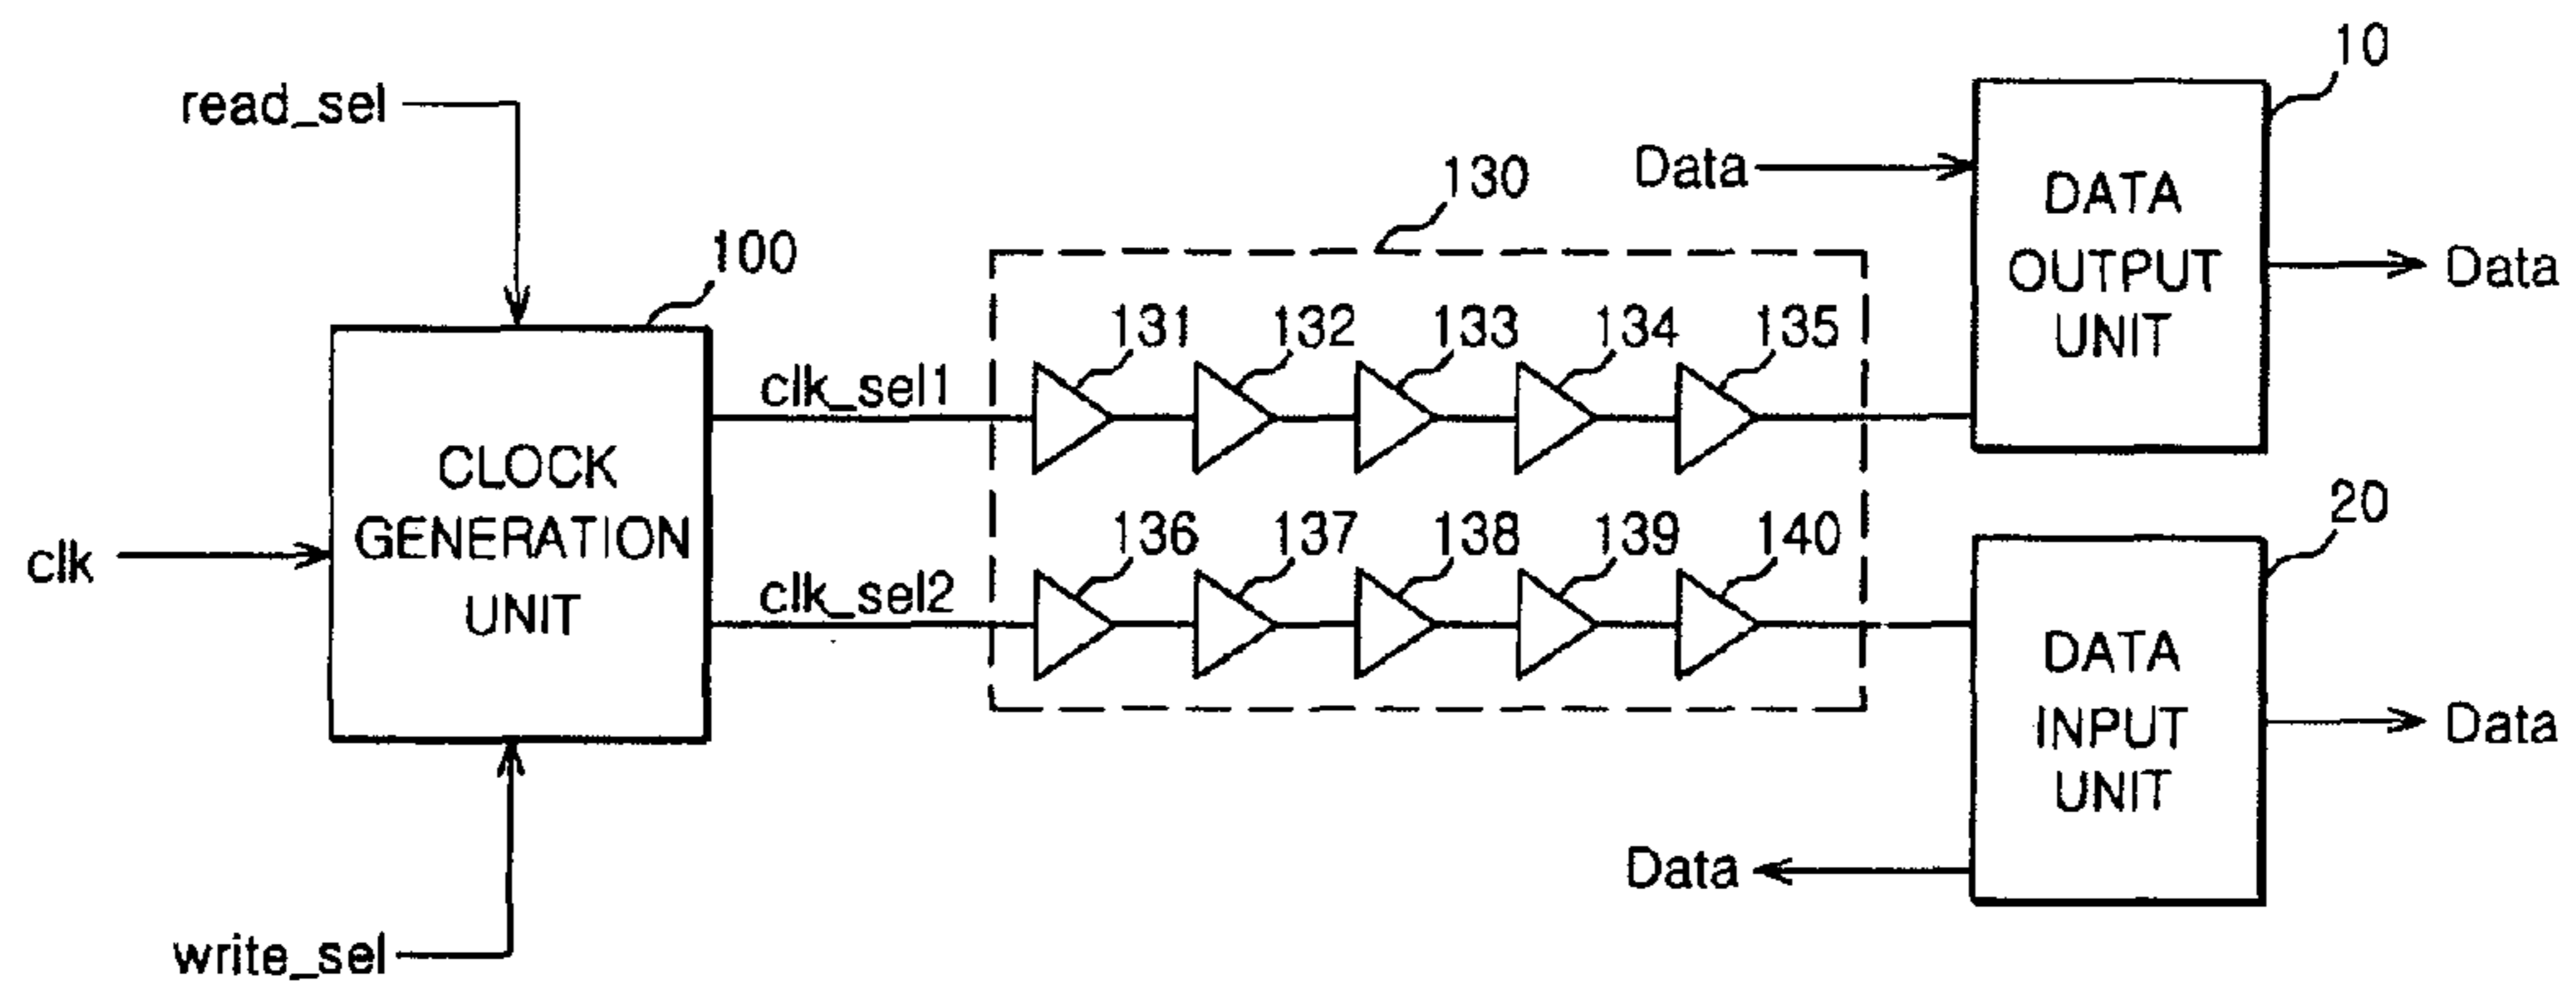 10
read_sel
130
Data
DATA
OUTPUT
UNIT
Data
100
131
132
133
134
135
clk_sel1
CLOCK
GENERATION
UNIT
clk
20
136
137
138
139
140
clk_sel2
DATA
INPUT
UNIT
Data
Data
write_sel